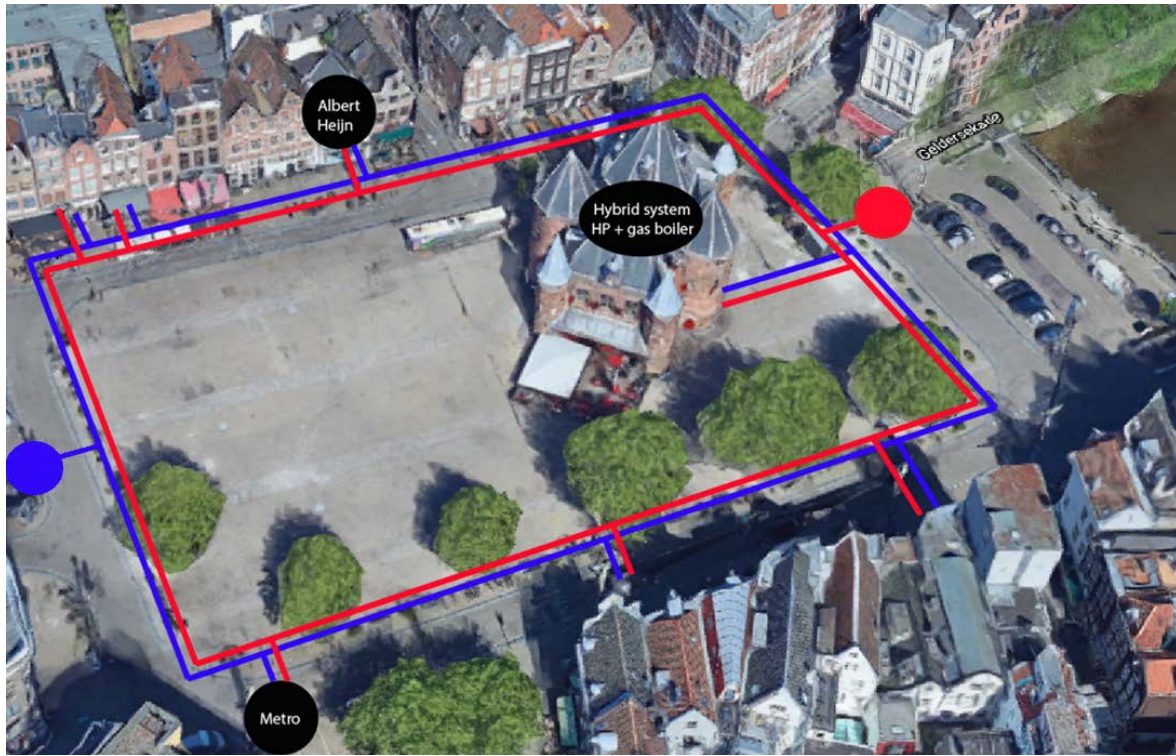 Albert
Heijn
Geldersekade
Hybrid system
HP + gas boiler
Metro